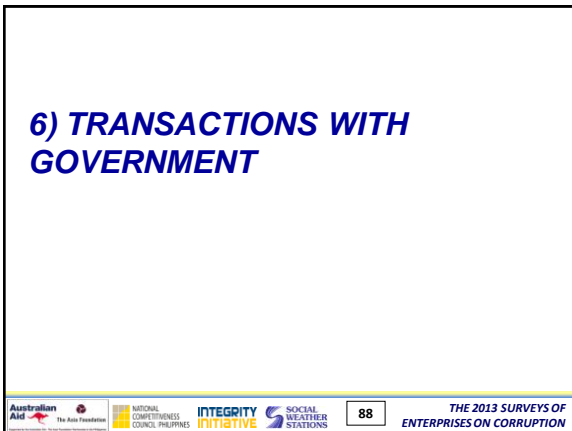 6) TRANSACTIONS WITH
GOVERNMENT
Australian
Aid
The Asia Foundation
NATIONAL
COMPETITIVENESS
COUNCIL PHILIPPINES
INTEGRITY
INITIATIVE
SOCIAL
WEATHER
STATIONS
88
THE 2013 SURVEYS OF
ENTERPRISES ON CORRUPTION